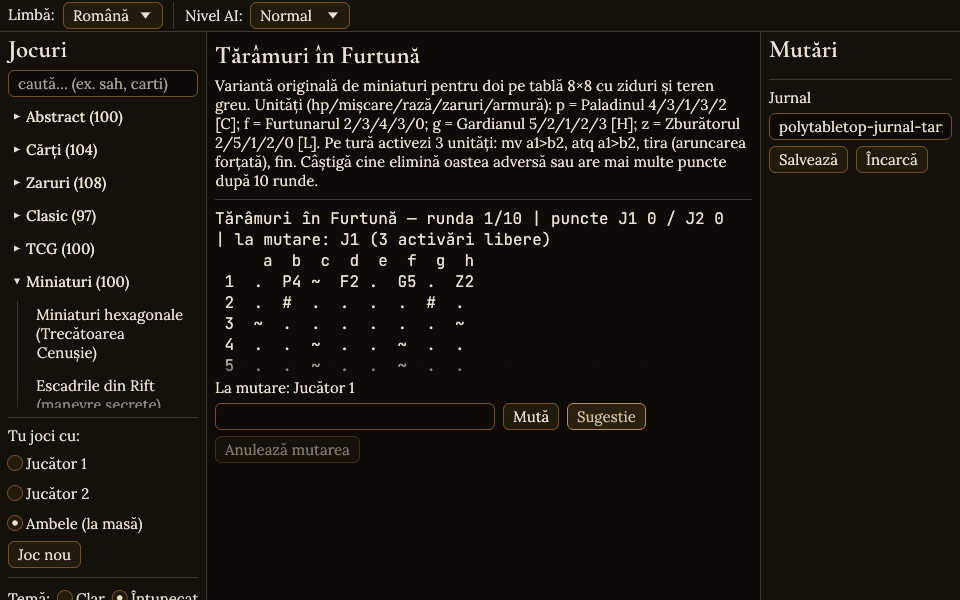 Limbă: Română ▼ Nivel AI: Normal ▼
Jocuri
caută... (ex. sah, carti)
▸ Abstract (100)
▸ Cărți (104)
▸ Zaruri (108)
▸ Clasic (97)
▸ TCG (100)
▾ Miniaturi (100)
Miniaturi hexagonale
(Trecătoarea
Cenușie)
Escadrile din Rift
(manevre secrete)
Tu joci cu:
Jucător 1
Jucător 2
Ambele (la masă)
Joc nou
Temă: Clar Întunecat
Tărâmuri în Furtună
Variantă originală de miniaturi pentru doi pe tablă 8×8 cu ziduri și teren
greu. Unități (hp/mișcare/rază/zaruri/armură): p = Paladinul 4/3/1/3/2
[C]; f = Furtunarul 2/3/4/3/0; g = Gardianul 5/2/1/2/3 [H]; z = Zburătorul
2/5/1/2/0 [L]. Pe tură activezi 3 unități: mv a1>b2, atq a1>b2, tira (aruncarea
forțată), fin. Câștigă cine elimină oastea adversă sau are mai multe puncte
după 10 runde.
Tărâmuri în Furtună — runda 1/10 | puncte J1 0 / J2 0
| la mutare: J1 (3 activări libere)
a b c d e f g h
1 . P4 ~ F2 . G5 . Z2
2 . # . . . . # .
3 ~ . . . . . . ~
4 . . ~ . . ~ . .
5 . . ~ . . ~ . .
La mutare: Jucător 1
Mută Sugestie
Anulează mutarea
Mutări
Jurnal
polytabletop-jurnal-tar
Salvează Încarcă